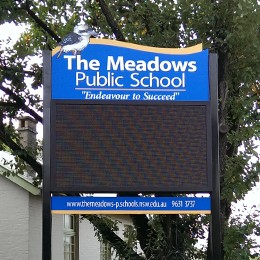 The Meadows
Public School
"Endeavour to Succeed"
www.themeadows-p.schools.nsw.edu.au 9631 3737